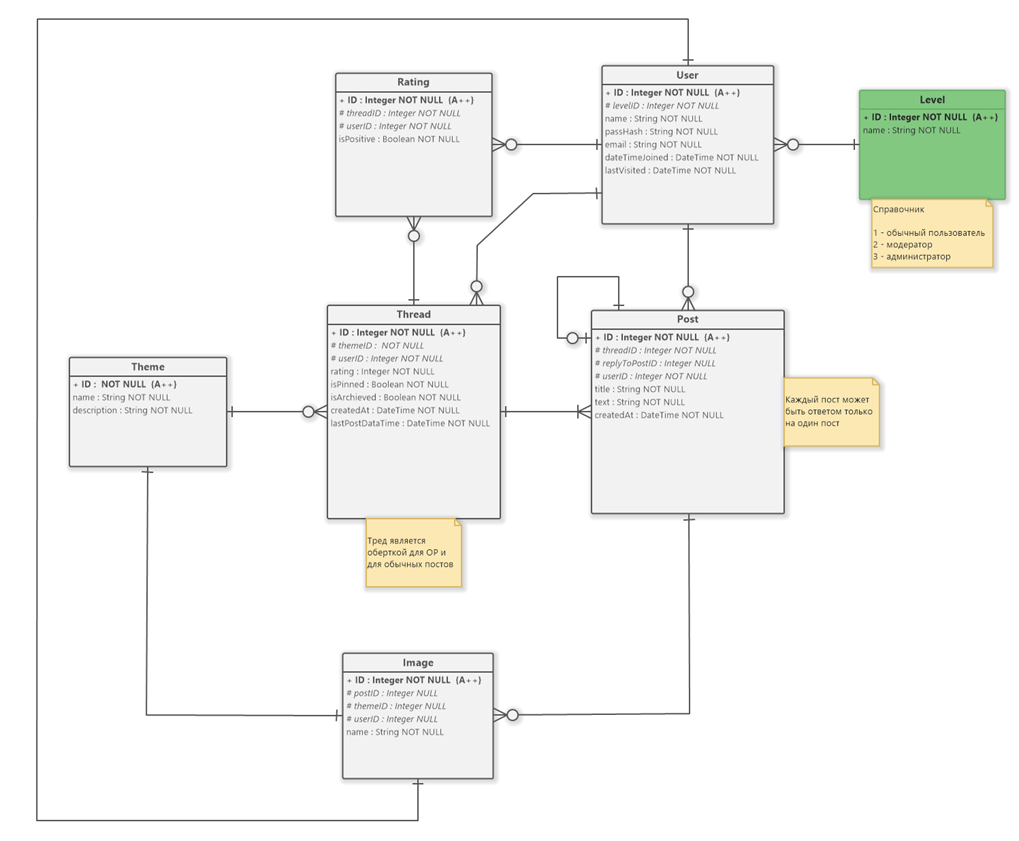 Rating
+ ID : Integer NOT NULL (A++)
# threadID : Integer NOT NULL
# userID : Integer NOT NULL
isPositive : Boolean NOT NULL
User
+ ID : Integer NOT NULL (A++)
# levelID : Integer NOT NULL
name : String NOT NULL
passHash : String NOT NULL
email : String NOT NULL
dateTimeJoined : DateTime NOT NULL
lastVisited : DateTime NOT NULL
Level
+ ID : Integer NOT NULL (A++)
name : String NOT NULL
Справочник
1 - обычный пользователь
2 - модератор
3 - администратор
Thread
+ ID : Integer NOT NULL (A++)
# themeID : NOT NULL
# userID : Integer NOT NULL
rating : Integer NOT NULL
isPinned : Boolean NOT NULL
isArchieved : Boolean NOT NULL
createdAt : DateTime NOT NULL
lastPostDataTime : DateTime NOT NULL
Post
+ ID : Integer NOT NULL (A++)
# threadID : Integer NOT NULL
# replyToPostID : Integer NOT NULL
# userID : Integer NOT NULL
title : String NOT NULL
text : String NOT NULL
createdAt : DateTime NOT NULL
Theme
+ ID : NOT NULL (A++)
name : String NOT NULL
description : String NOT NULL
Каждый пост может
быть ответом только
на один пост
Тред является
оберткой для OP и
для обычных постов
Image
+ ID : Integer NOT NULL (A++)
# postID : Integer NULL
# themeID : Integer NULL
# userID : Integer NULL
name : String NOT NULL